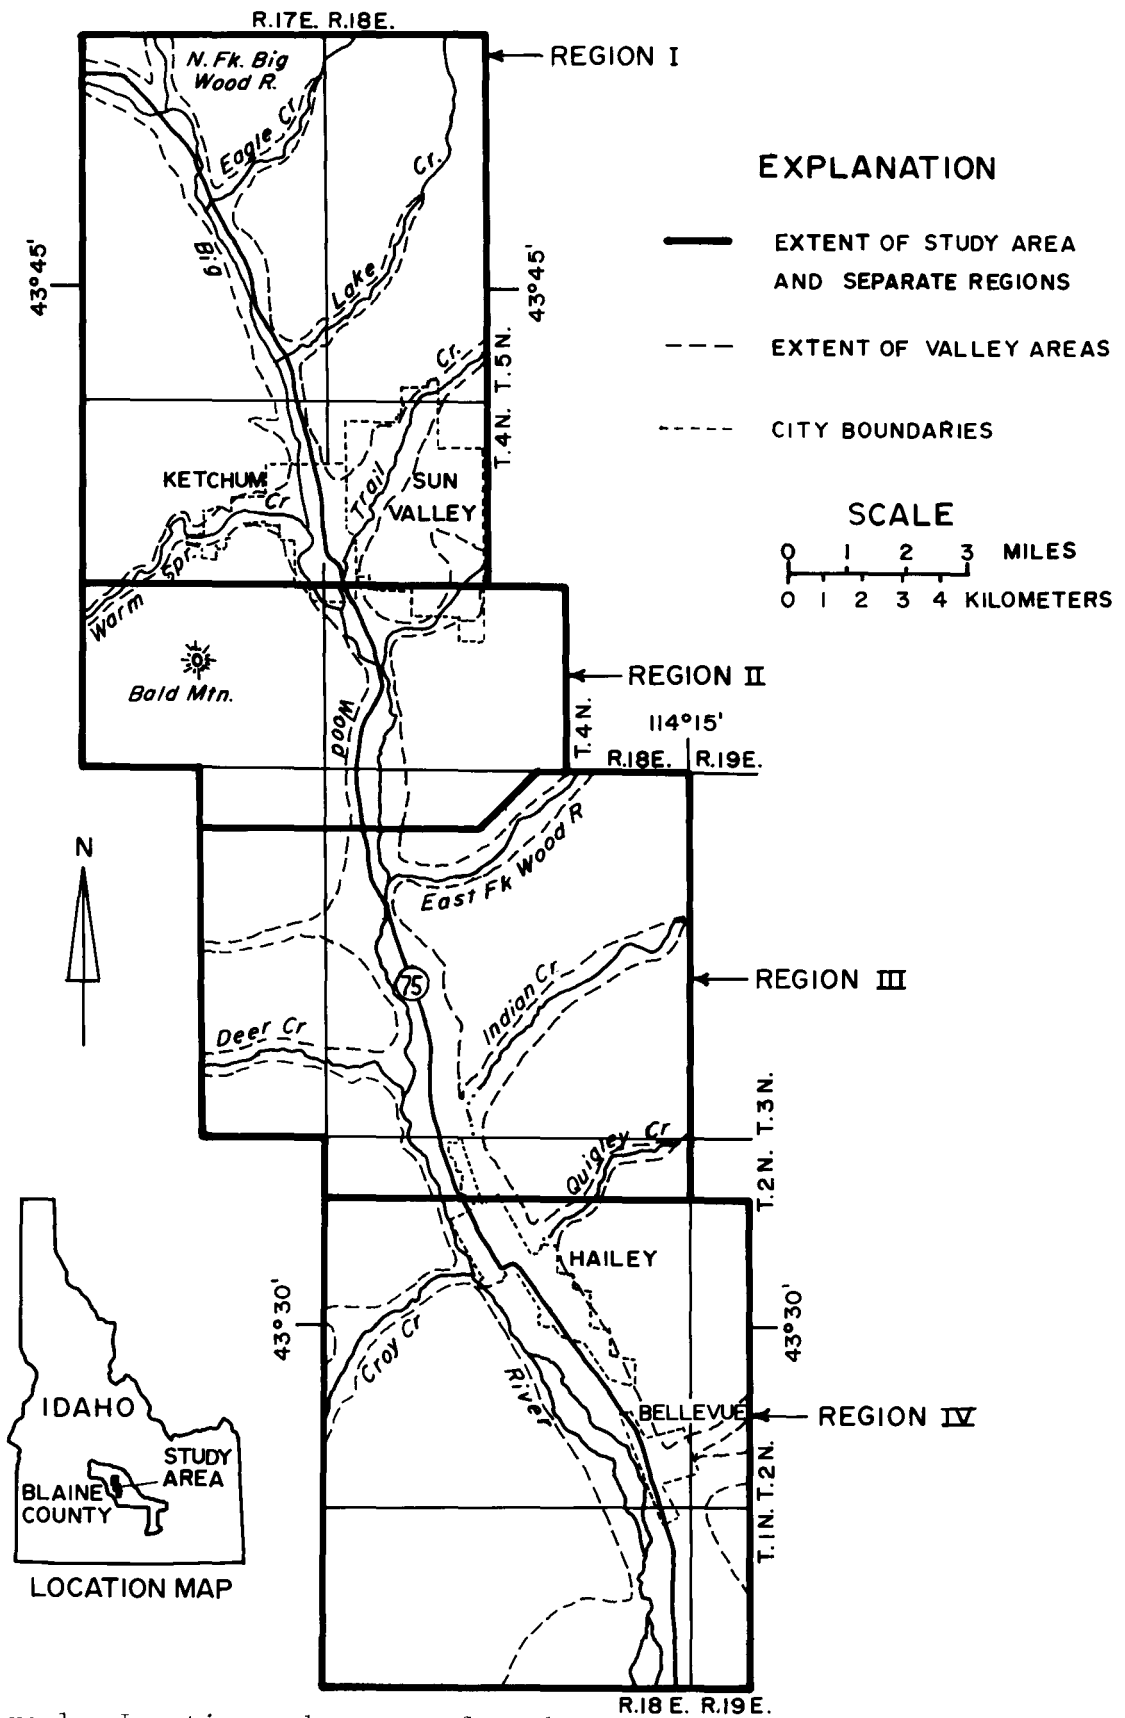 R.17E. R.18E.
N. Fk. Big
Wood R.
REGION I
Eagle Cr
Cr.
EXPLANATION
EXTENT OF STUDY AREA
AND SEPARATE REGIONS
Big
43°45'
Lake
43°45'
EXTENT OF VALLEY AREAS
Cr.
T.4N. T.5N.
CITY BOUNDARIES
KETCHUM
Cr
Trail
SUN
VALLEY
SCALE
0 1 2 3 MILES
0 1 2 3 4 KILOMETERS
Warm Spr.
Bald Mtn.
REGION II
Wood
T.4N.
114°15'
R.18E. R.19E.
N
East Fk Wood R
75
Indian Cr.
REGION III
Deer Cr
T.2N. T.3N.
Quigley Cr
HAILEY
43°30'
43°30'
Croy Cr
River
IDAHO
BELLEVUE
REGION IV
STUDY
AREA
BLAINE
COUNTY
T.1N. T.2N.
LOCATION MAP
R.18E. R.19E.